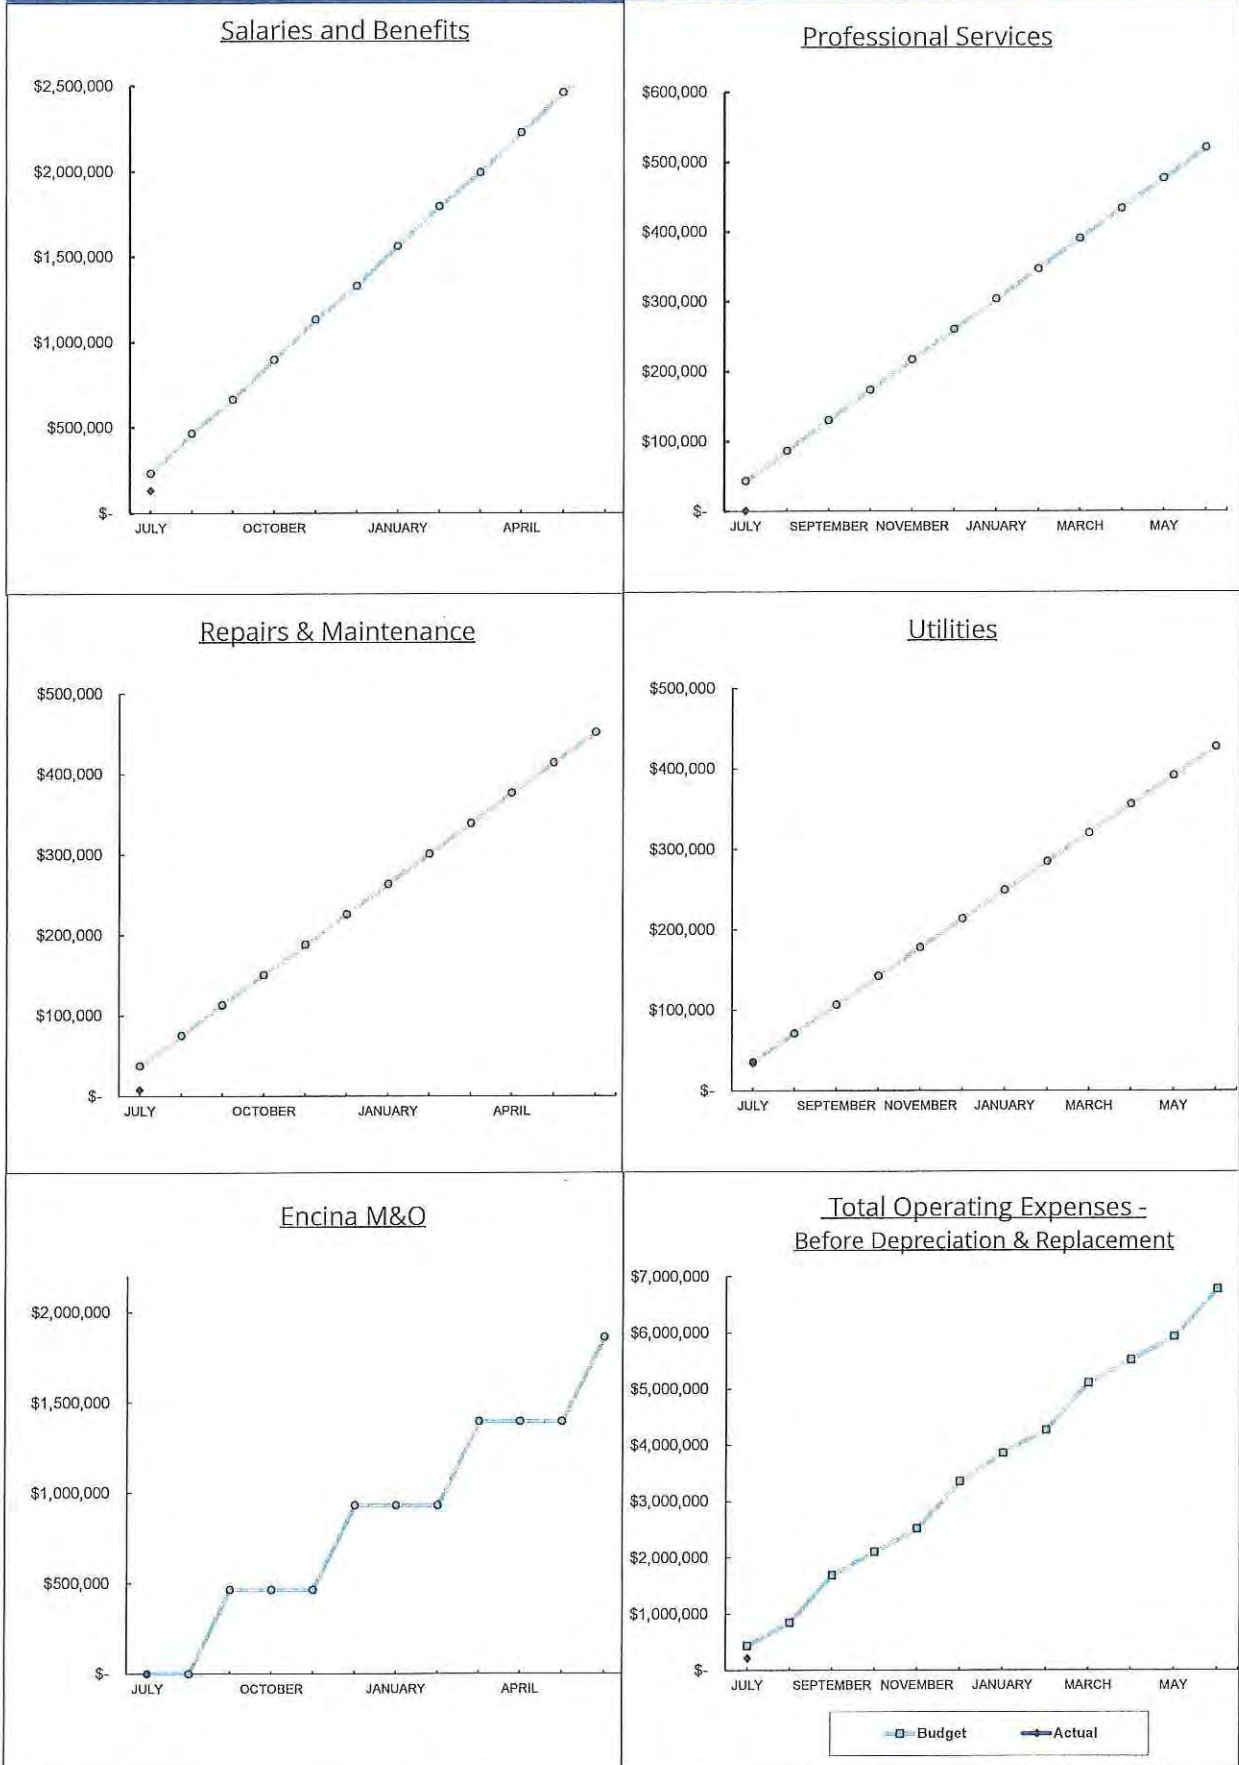 Salaries and Benefits
$2,500,000
$2,000,000
$1,500,000
$1,000,000
$500,000
$-
JULY OCTOBER JANUARY APRIL
Professional Services
$600,000
$500,000
$400,000
$300,000
$200,000
$100,000
$-
JULY SEPTEMBER NOVEMBER JANUARY MARCH MAY
Repairs & Maintenance
$500,000
$400,000
$300,000
$200,000
$100,000
$-
JULY OCTOBER JANUARY APRIL
Utilities
$500,000
$400,000
$300,000
$200,000
$100,000
$-
JULY SEPTEMBER NOVEMBER JANUARY MARCH MAY
Encina M&O
$2,000,000
$1,500,000
$1,000,000
$500,000
$-
JULY OCTOBER JANUARY APRIL
Total Operating Expenses -
Before Depreciation & Replacement
$7,000,000
$6,000,000
$5,000,000
$4,000,000
$3,000,000
$2,000,000
$1,000,000
$-
JULY SEPTEMBER NOVEMBER JANUARY MARCH MAY
Budget Actual